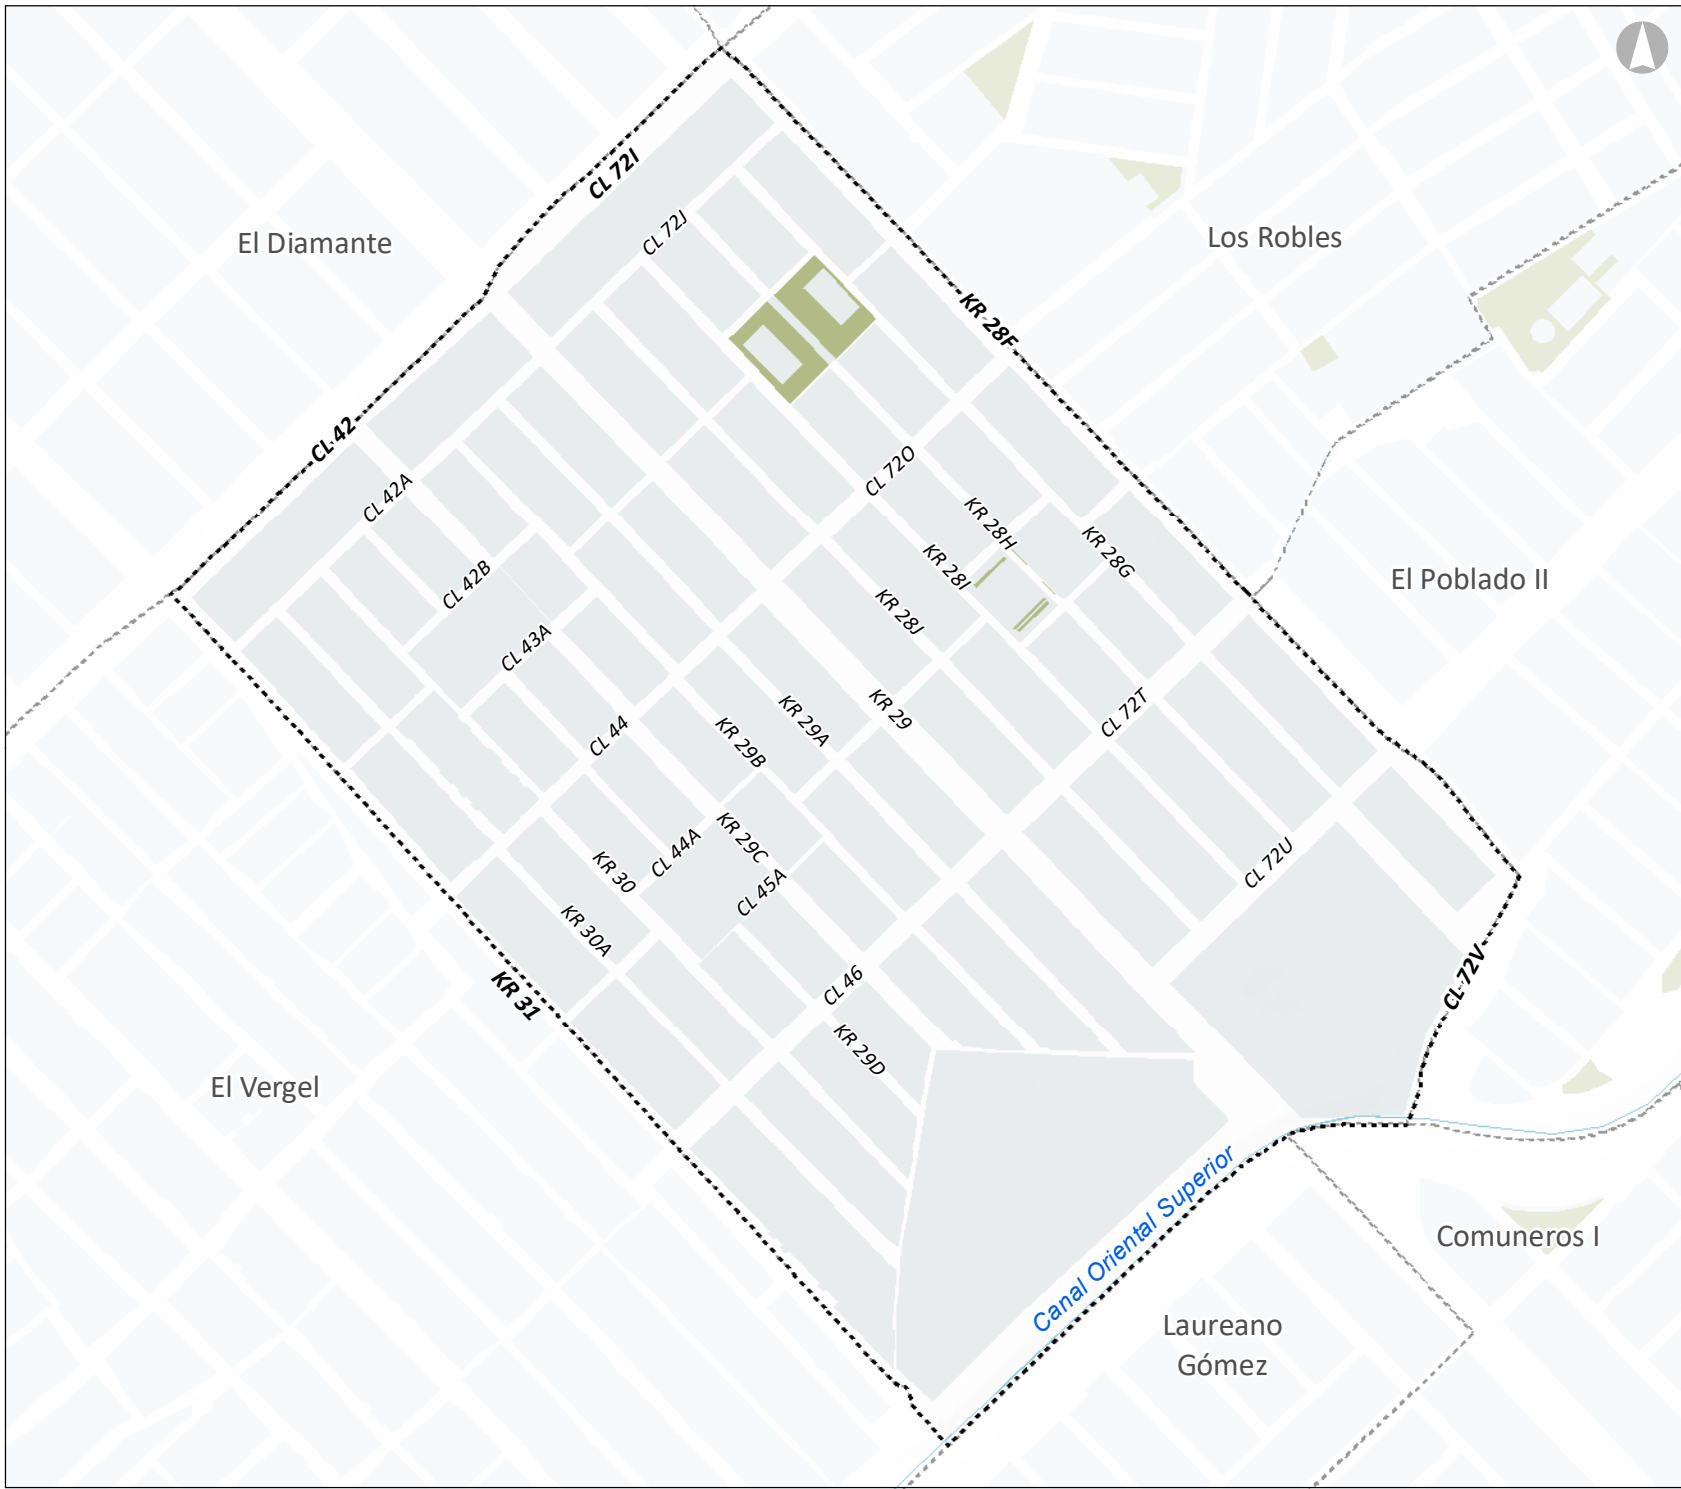 CL 72I
CL 72J
El Diamante
Los Robles
KR 28F
CL 42
CL 42A
CL 72O
KR 28H
KR 28G
KR 28I
CL 42B
El Poblado II
KR 28J
CL 43A
KR 29
CL 72T
KR 29A
CL 44
KR 29B
KR 29C
CL 44A
KR 30
CL 45A
CL 72U
KR 30A
CL 46
CL 72V
KR 31
KR 29D
El Vergel
Canal Oriental Superior
Comuneros I
Laureano
Gómez